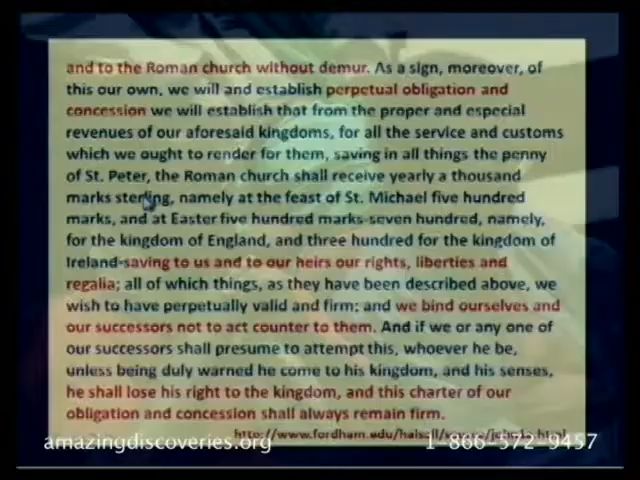 and to the Roman church without demur. As a sign, moreover, of
this our own, we will and establish perpetual obligation and
concession we will establish that from the proper and especial
revenues of our aforesaid kingdoms, for all the service and customs
which we ought to render for them, saving in all things the penny
of St. Peter, the Roman church shall receive yearly a thousand
marks sterling, namely at the feast of St. Michael five hundred
marks, and at Easter five hundred marks-seven hundred, namely,
for the kingdom of England, and three hundred for the kingdom of
Ireland-saving to us and to our heirs our rights, liberties and
regalia; all of which things, as they have been described above, we
wish to have perpetually valid and firm; and we bind ourselves and
our successors not to act counter to them. And if we or any one of
our successors shall presume to attempt this, whoever he be,
unless being duly warned he come to his kingdom, and his senses,
he shall lose his right to the kingdom, and this charter of our
obligation and concession shall always remain firm.
amazingdiscoveries.org 1-866-572-9457